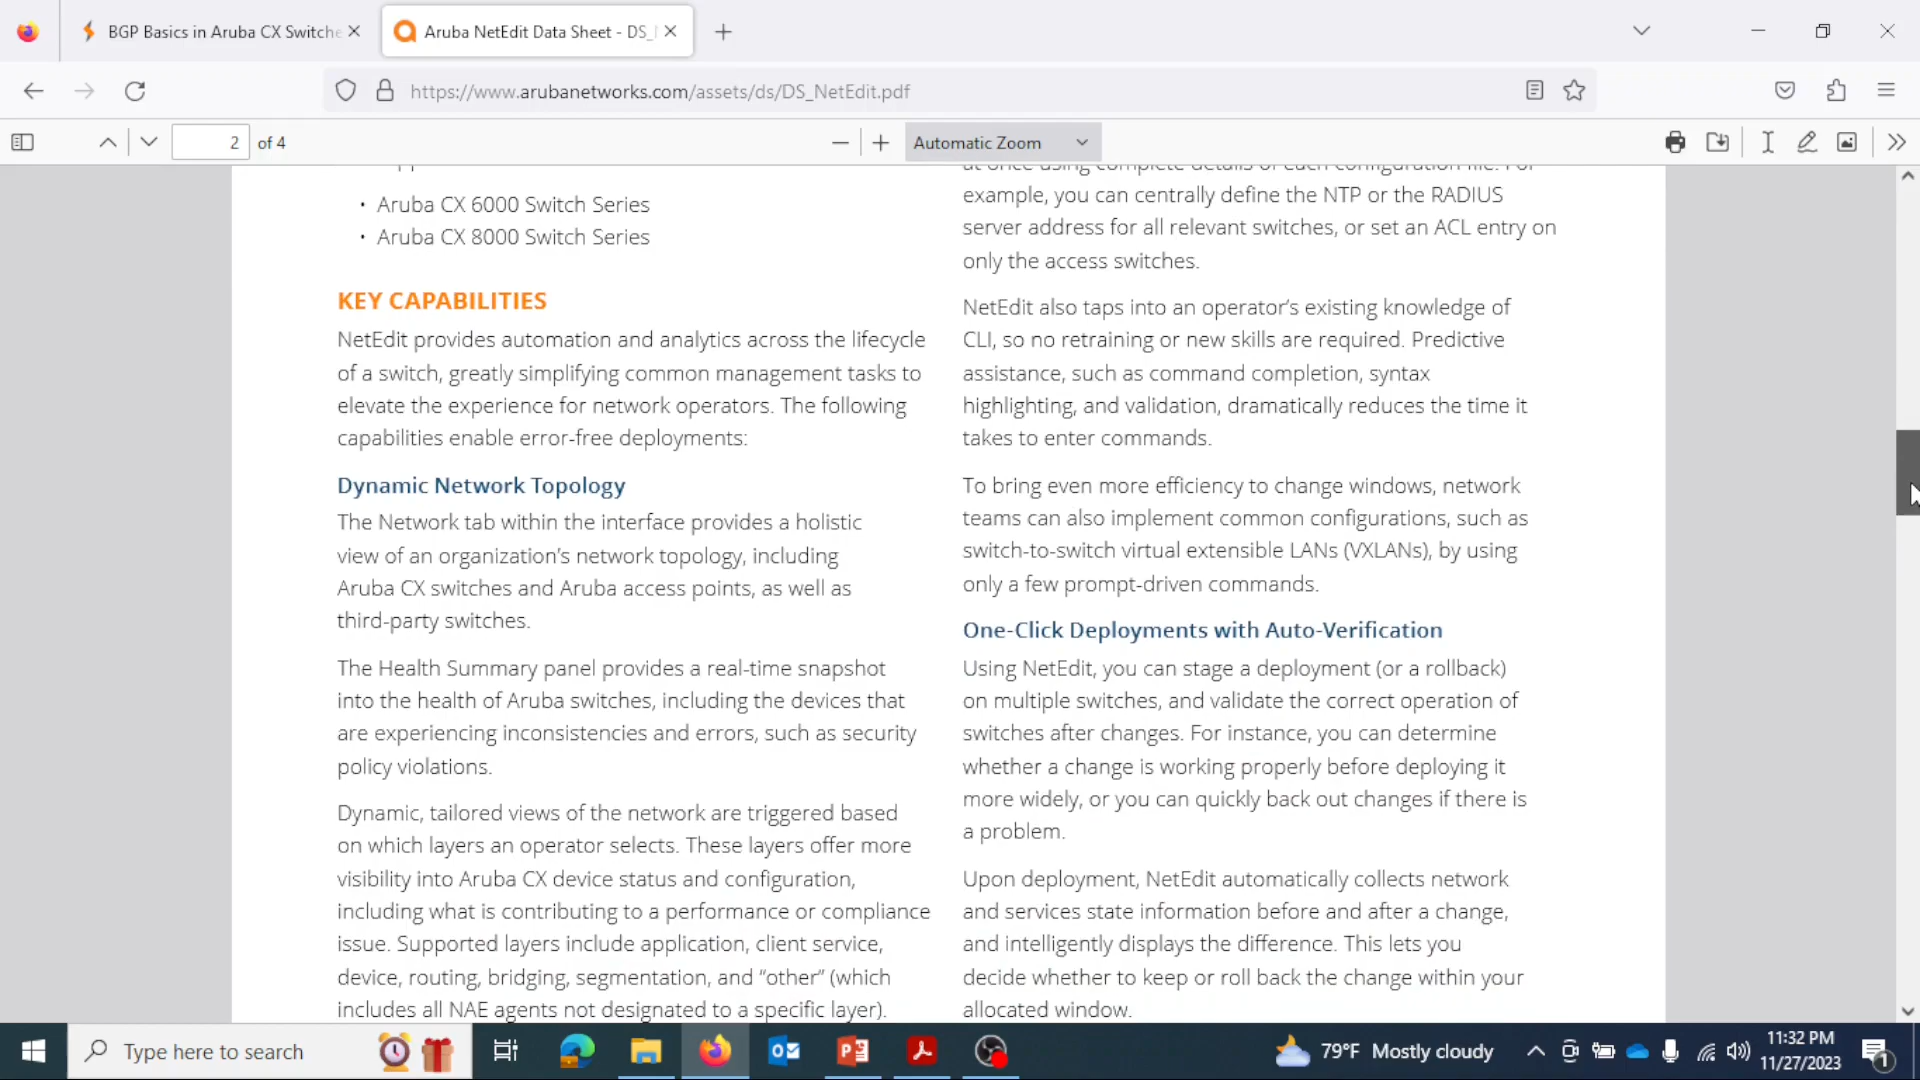 BGP Basics in Aruba CX Switche
Aruba NetEdit Data Sheet - DS_
https://www.arubanetworks.com/assets/ds/DS_NetEdit.pdf
2 of 4
Automatic Zoom
• Aruba CX 6000 Switch Series
• Aruba CX 8000 Switch Series
KEY CAPABILITIES
NetEdit provides automation and analytics across the lifecycle
of a switch, greatly simplifying common management tasks to
elevate the experience for network operators. The following
capabilities enable error-free deployments:
Dynamic Network Topology
The Network tab within the interface provides a holistic
view of an organization's network topology, including
Aruba CX switches and Aruba access points, as well as
third-party switches.
The Health Summary panel provides a real-time snapshot
into the health of Aruba switches, including the devices that
are experiencing inconsistencies and errors, such as security
policy violations.
Dynamic, tailored views of the network are triggered based
on which layers an operator selects. These layers offer more
visibility into Aruba CX device status and configuration,
including what is contributing to a performance or compliance
issue. Supported layers include application, client service,
device, routing, bridging, segmentation, and “other” (which
includes all NAE agents not designated to a specific layer).
at once using complete details of each configuration file. For
example, you can centrally define the NTP or the RADIUS
server address for all relevant switches, or set an ACL entry on
only the access switches.
NetEdit also taps into an operator's existing knowledge of
CLI, so no retraining or new skills are required. Predictive
assistance, such as command completion, syntax
highlighting, and validation, dramatically reduces the time it
takes to enter commands.
To bring even more efficiency to change windows, network
teams can also implement common configurations, such as
switch-to-switch virtual extensible LANs (VXLANs), by using
only a few prompt-driven commands.
One-Click Deployments with Auto-Verification
Using NetEdit, you can stage a deployment (or a rollback)
on multiple switches, and validate the correct operation of
switches after changes. For instance, you can determine
whether a change is working properly before deploying it
more widely, or you can quickly back out changes if there is
a problem.
Upon deployment, NetEdit automatically collects network
and services state information before and after a change,
and intelligently displays the difference. This lets you
decide whether to keep or roll back the change within your
allocated window.
Type here to search
79°F Mostly cloudy
11:32 PM
11/27/2023
1